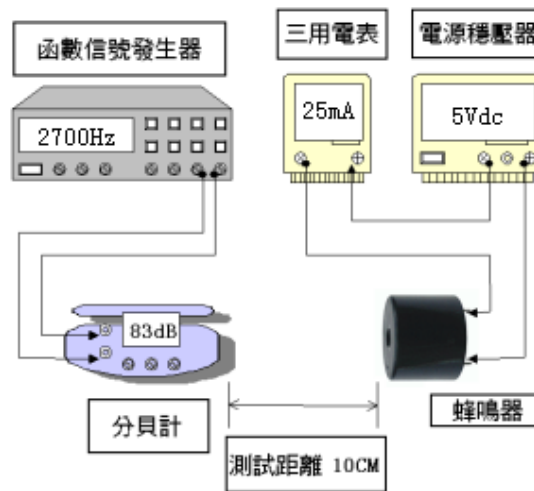 函數信號發生器
三用電表
電源穩壓器
2700Hz
25mA
5Vdc
83dB
分貝計
蜂鳴器
測試距離 10CM